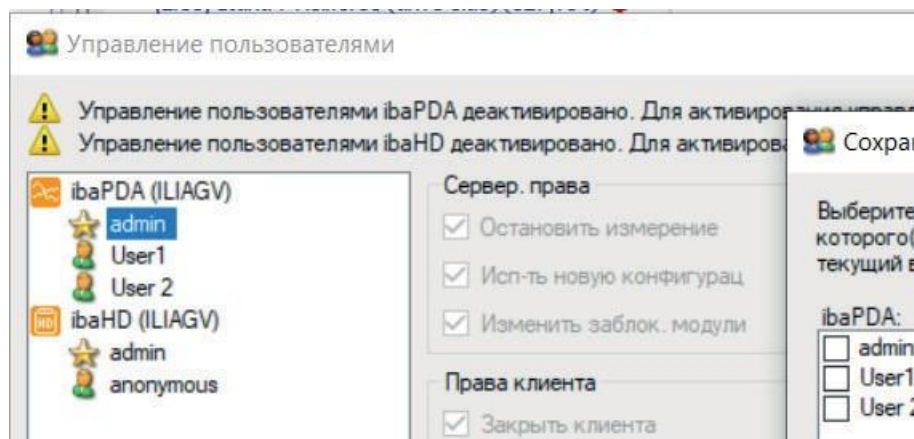 Управление пользователями
Управление пользователями ibaPDA деактивировано. Для активирования
Управление пользователями ibaHD деактивировано. Для
ibaPDA (ILIAGV)
admin
User1
User 2
ibaHD (ILIAGV)
admin
anonymous
Сервер. права
Остановить измерение
Исп-ть новую конфигурац
Изменить заблок. модули
Права клиента
Закрыть клиента
Выберите
которого(
текущий
ibaPDA:
admin
User1
User 2